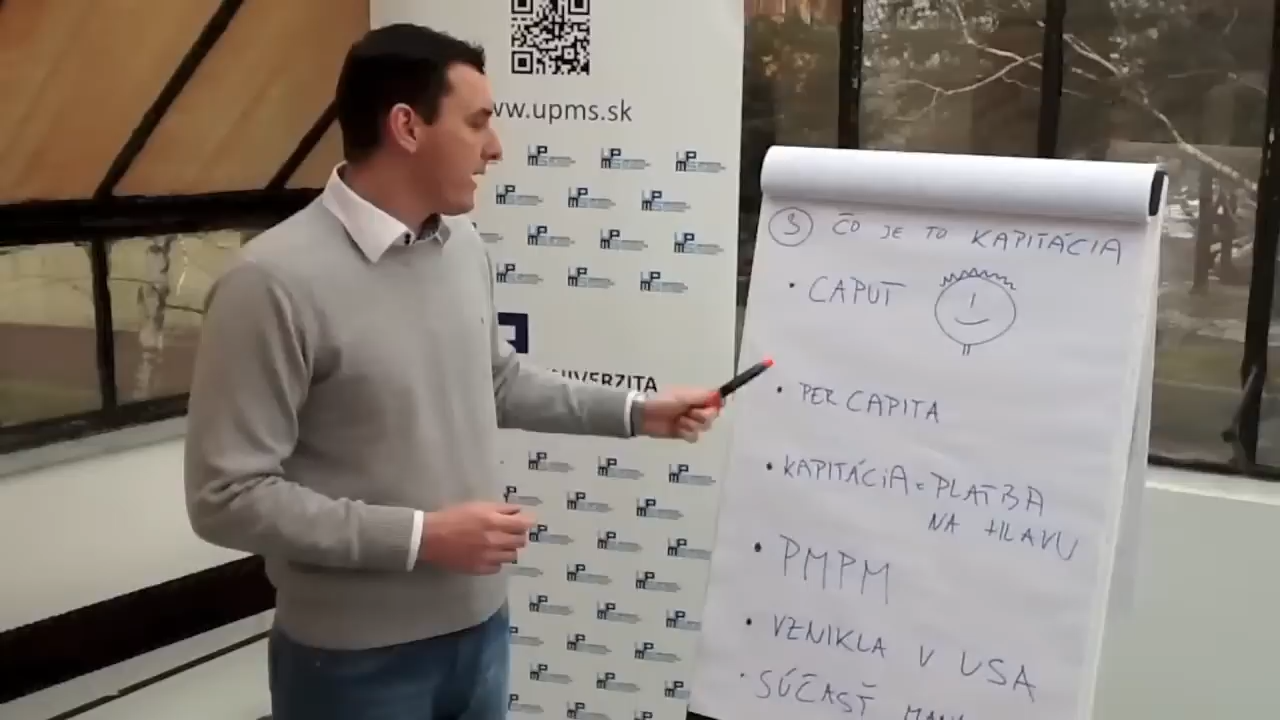 www.upms.sk
UNIVERZITA
3 ČO JE TO KAPITÁCIA
• CAPUT
• PER CAPITA
• KAPITÁCIA = PLATBA
NA HLAVU
• PMPM
• VZNIKLA V USA
• SÚČASŤ